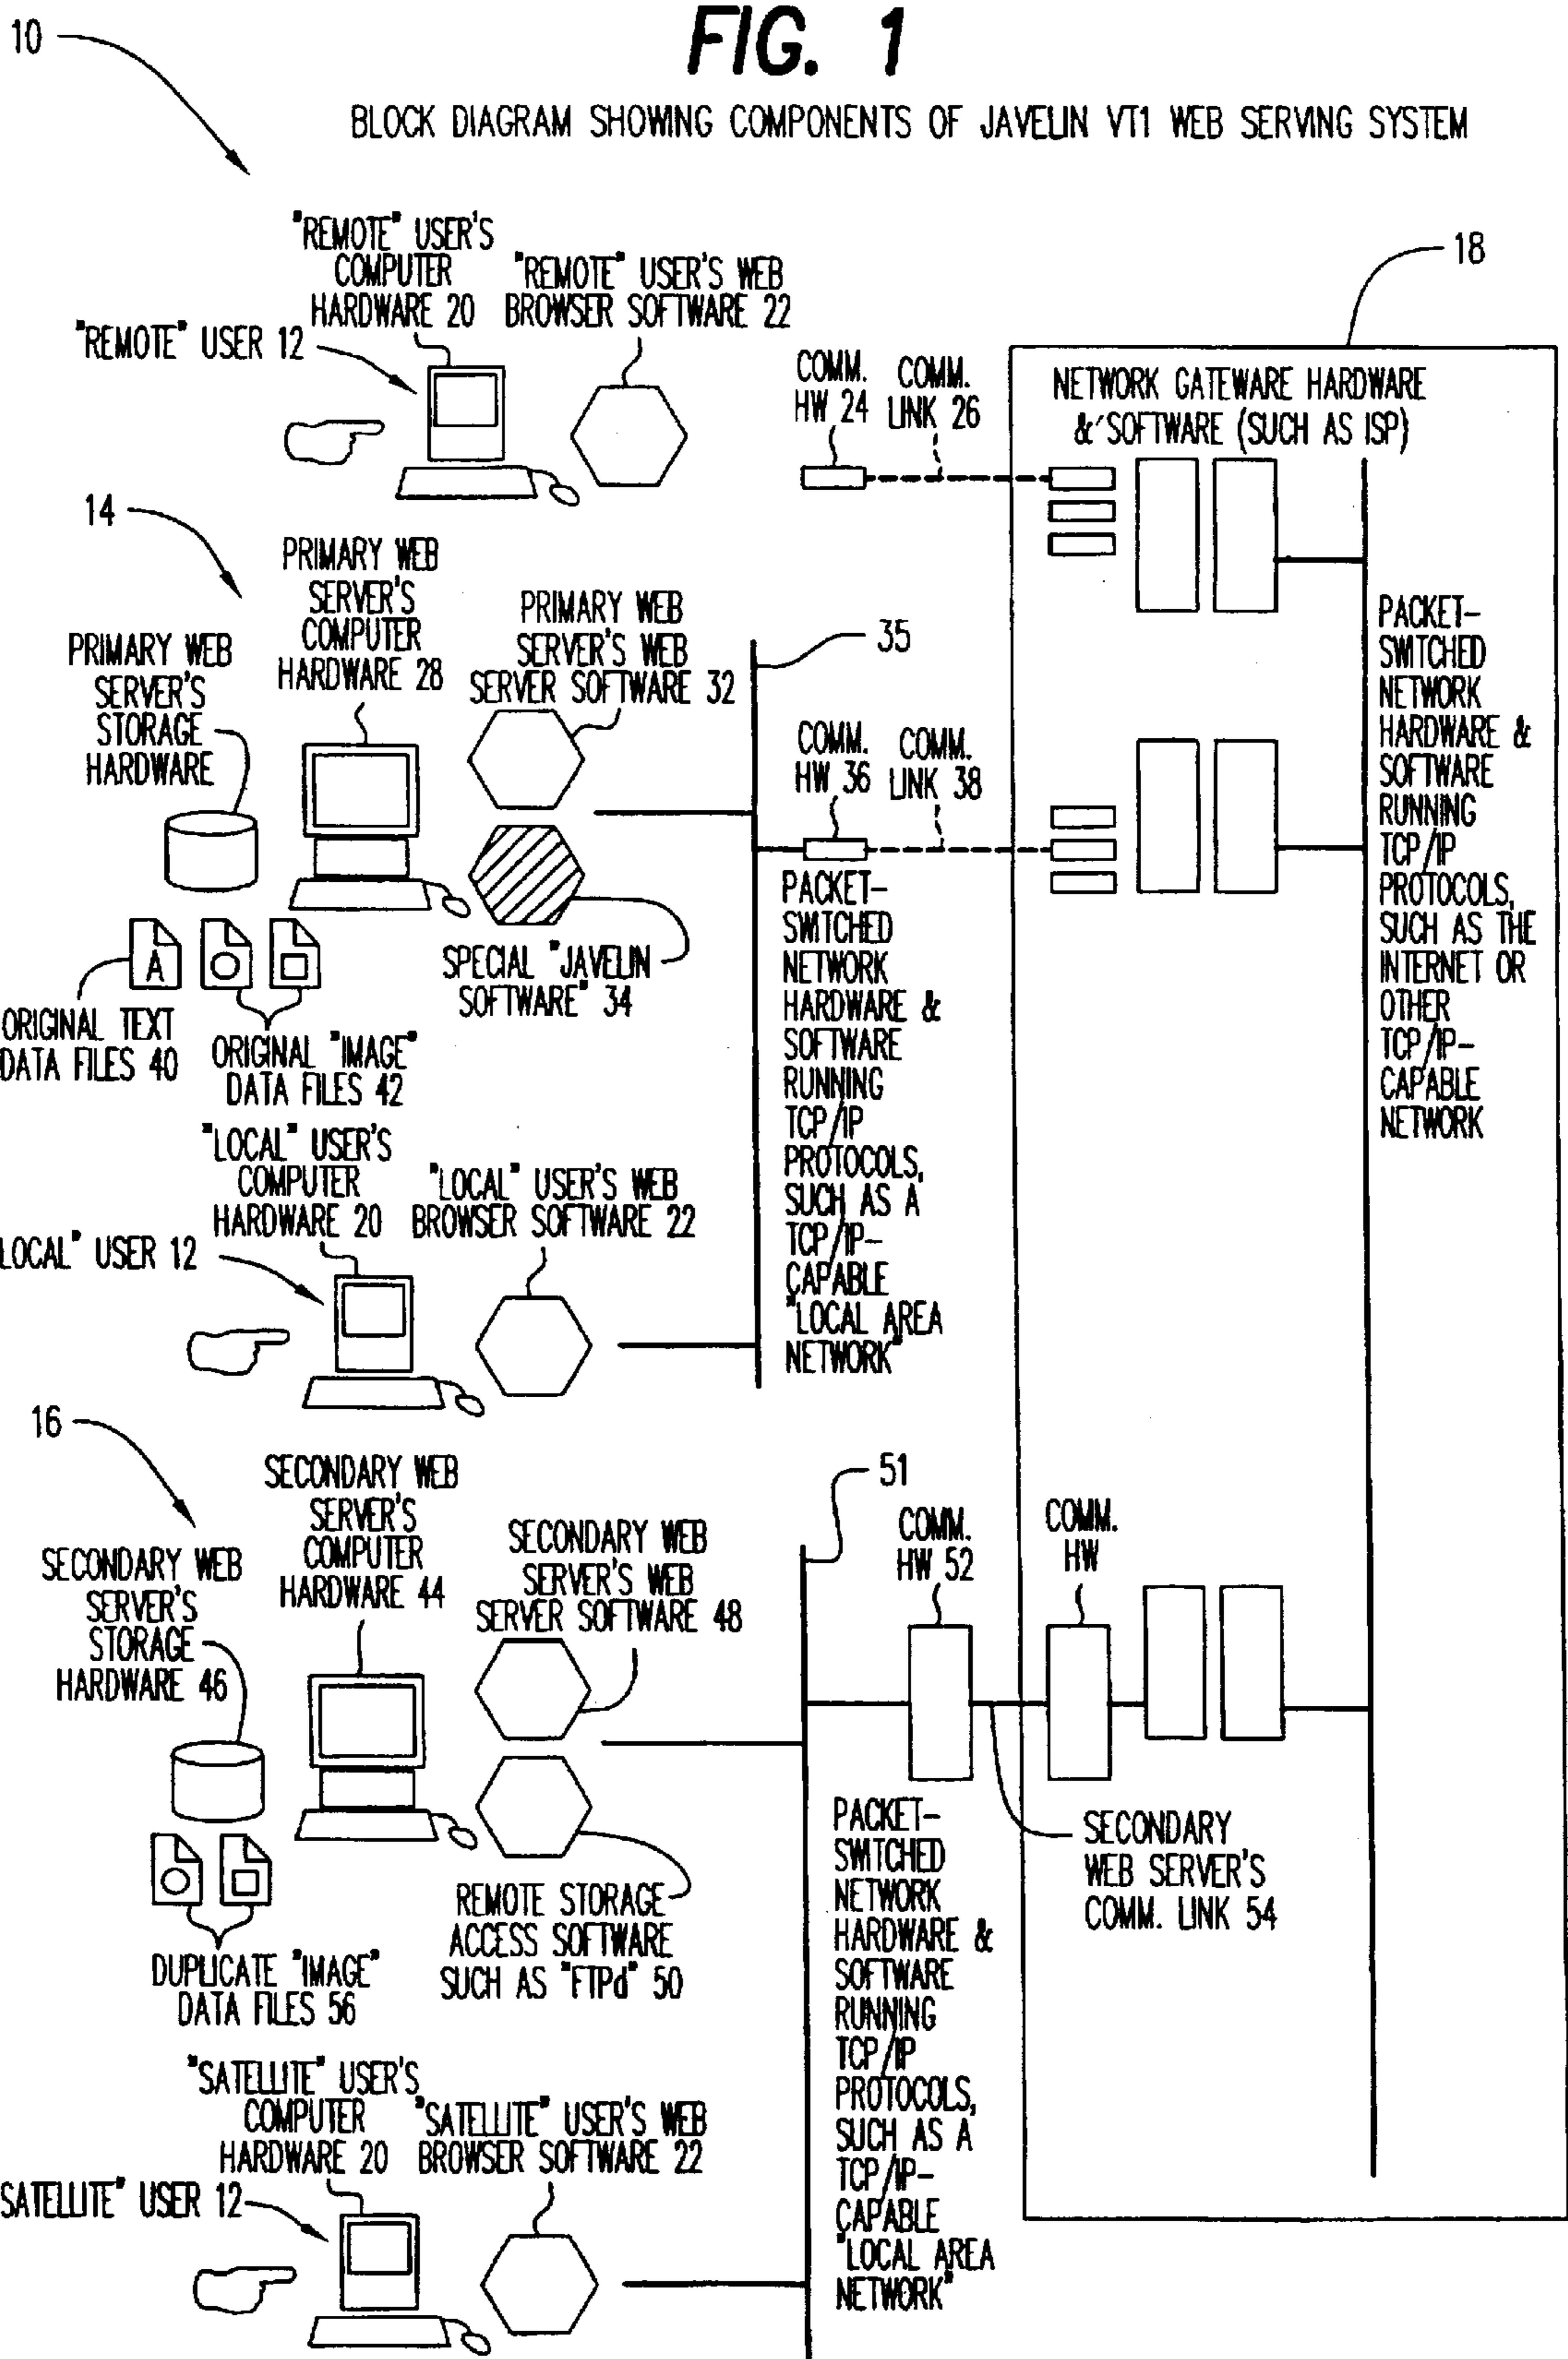 FIG. 1
10
BLOCK DIAGRAM SHOWING COMPONENTS OF JAVELIN VT1 WEB SERVING SYSTEM
"REMOTE" USER'S
COMPUTER
HARDWARE 20
"REMOTE" USER'S WEB
BROWSER SOFTWARE 22
"REMOTE" USER 12
COMM.
HW 24
COMM.
LINK 26
18
NETWORK GATEWARE HARDWARE
& SOFTWARE (SUCH AS ISP)
14
PRIMARY WEB
SERVER'S
COMPUTER
HARDWARE 28
PRIMARY WEB
SERVER'S WEB
SERVER SOFTWARE 32
PRIMARY WEB
SERVER'S
STORAGE
HARDWARE
35
COMM.
HW 36
COMM.
LINK 38
PACKET-
SWITCHED
NETWORK
HARDWARE &
SOFTWARE
RUNNING
TCP/IP
PROTOCOLS,
SUCH AS THE
INTERNET OR
OTHER
TCP/IP-
CAPABLE
NETWORK
A
SPECIAL "JAVELIN
SOFTWARE" 34
ORIGINAL TEXT
DATA FILES 40
ORIGINAL "IMAGE"
DATA FILES 42
PACKET-
SWITCHED
NETWORK
HARDWARE &
SOFTWARE
RUNNING
TCP/IP
PROTOCOLS,
SUCH AS A
TCP/IP-
CAPABLE
"LOCAL AREA
NETWORK"
"LOCAL" USER'S
COMPUTER
HARDWARE 20
"LOCAL" USER'S WEB
BROWSER SOFTWARE 22
LOCAL" USER 12
16
SECONDARY WEB
SERVER'S
COMPUTER
HARDWARE 44
SECONDARY WEB
SERVER'S WEB
SERVER SOFTWARE 48
SECONDARY WEB
SERVER'S
STORAGE
HARDWARE 46
51
COMM.
HW 52
COMM.
HW
SECONDARY
WEB SERVER'S
COMM. LINK 54
REMOTE STORAGE
ACCESS SOFTWARE
SUCH AS "FTPd" 50
DUPLICATE "IMAGE"
DATA FILES 56
PACKET-
SWITCHED
NETWORK
HARDWARE &
SOFTWARE
RUNNING
TCP/IP
PROTOCOLS,
SUCH AS A
TCP/IP-
CAPABLE
"LOCAL AREA
NETWORK"
"SATELLITE" USER'S
COMPUTER
HARDWARE 20
"SATELLITE" USER'S WEB
BROWSER SOFTWARE 22
SATELLITE" USER 12